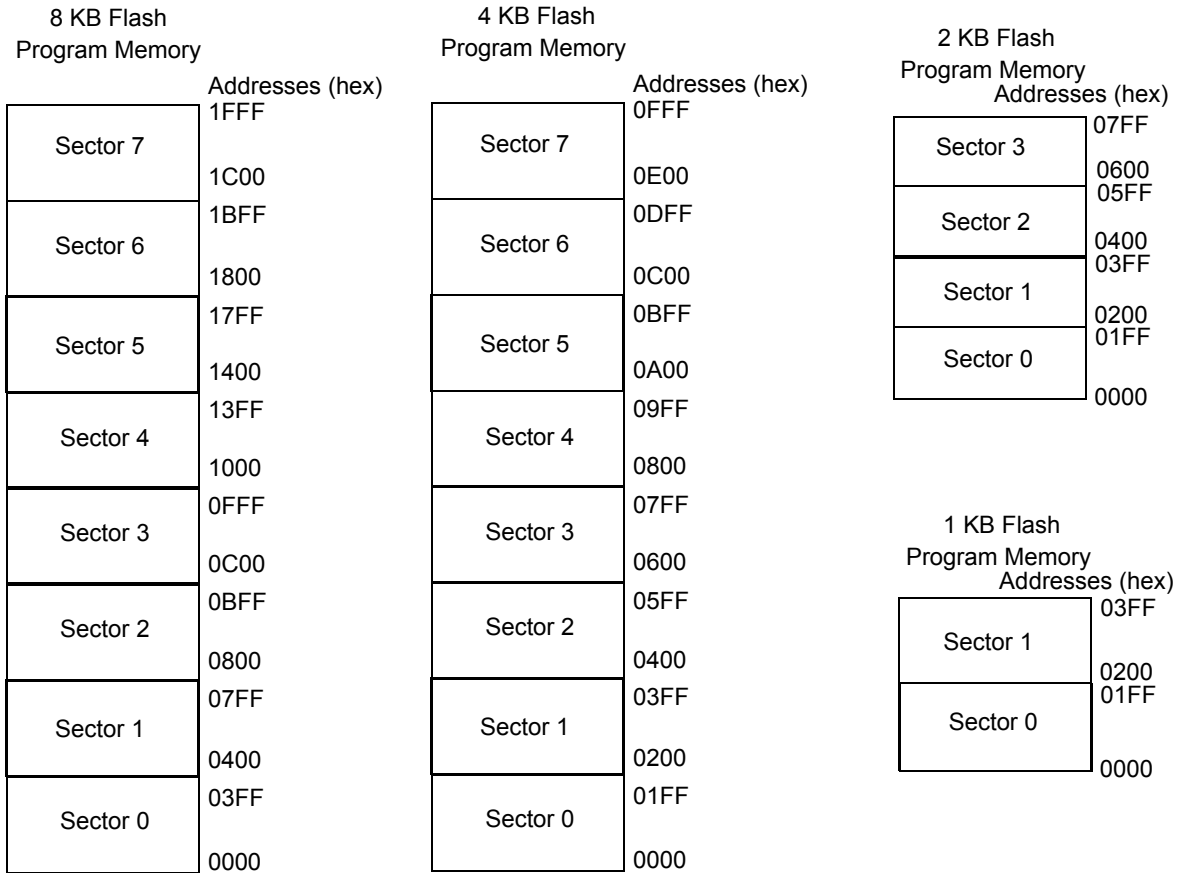 8 KB Flash
Program Memory
Addresses (hex)
1FFF
Sector 7
1C00
1BFF
Sector 6
1800
17FF
Sector 5
1400
13FF
Sector 4
1000
0FFF
Sector 3
0C00
0BFF
Sector 2
0800
07FF
Sector 1
0400
03FF
Sector 0
0000
4 KB Flash
Program Memory
Addresses (hex)
0FFF
Sector 7
0E00
0DFF
Sector 6
0C00
0BFF
Sector 5
0A00
09FF
Sector 4
0800
07FF
Sector 3
0600
05FF
Sector 2
0400
03FF
Sector 1
0200
01FF
Sector 0
0000
2 KB Flash
Program Memory
Addresses (hex)
07FF
Sector 3
0600
05FF
Sector 2
0400
03FF
Sector 1
0200
01FF
Sector 0
0000
1 KB Flash
Program Memory
Addresses (hex)
03FF
Sector 1
0200
01FF
Sector 0
0000